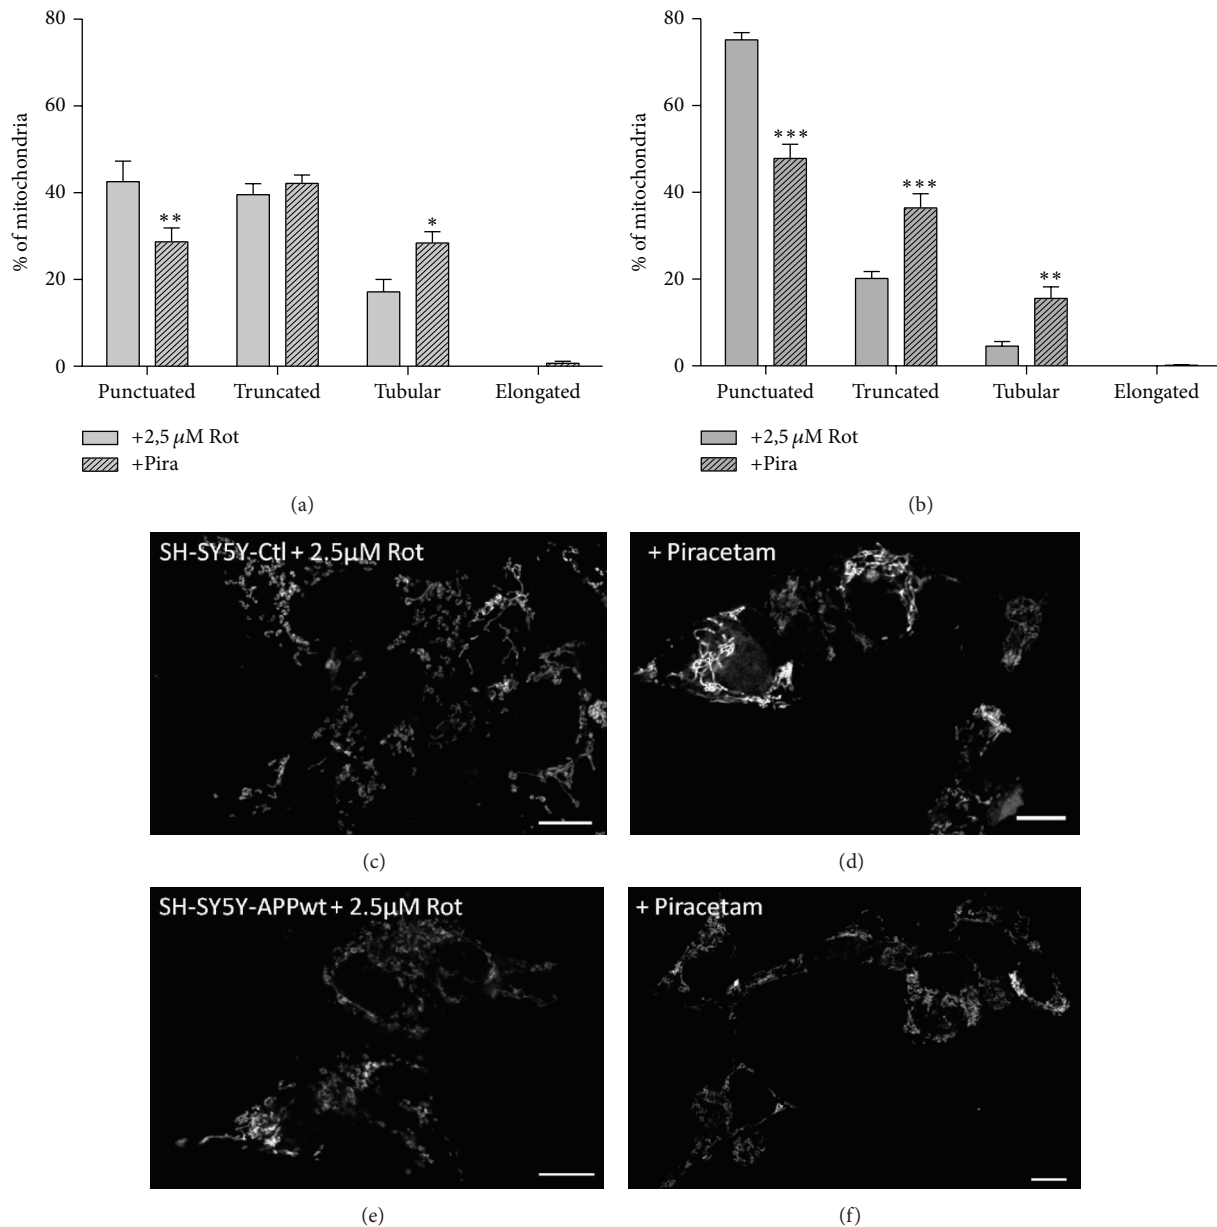 80
60
40
20
0
% of mitochondria
**
*
Punctuated Truncated Tubular Elongated
+2,5 μM Rot
+Pira
(a)
80
60
40
20
0
% of mitochondria
***
***
**
Punctuated Truncated Tubular Elongated
+2,5 μM Rot
+Pira
(b)
SH-SY5Y-Ctl + 2.5μM Rot
(c)
+ Piracetam
(d)
SH-SY5Y-APPwt + 2.5μM Rot
(e)
+ Piracetam
(f)